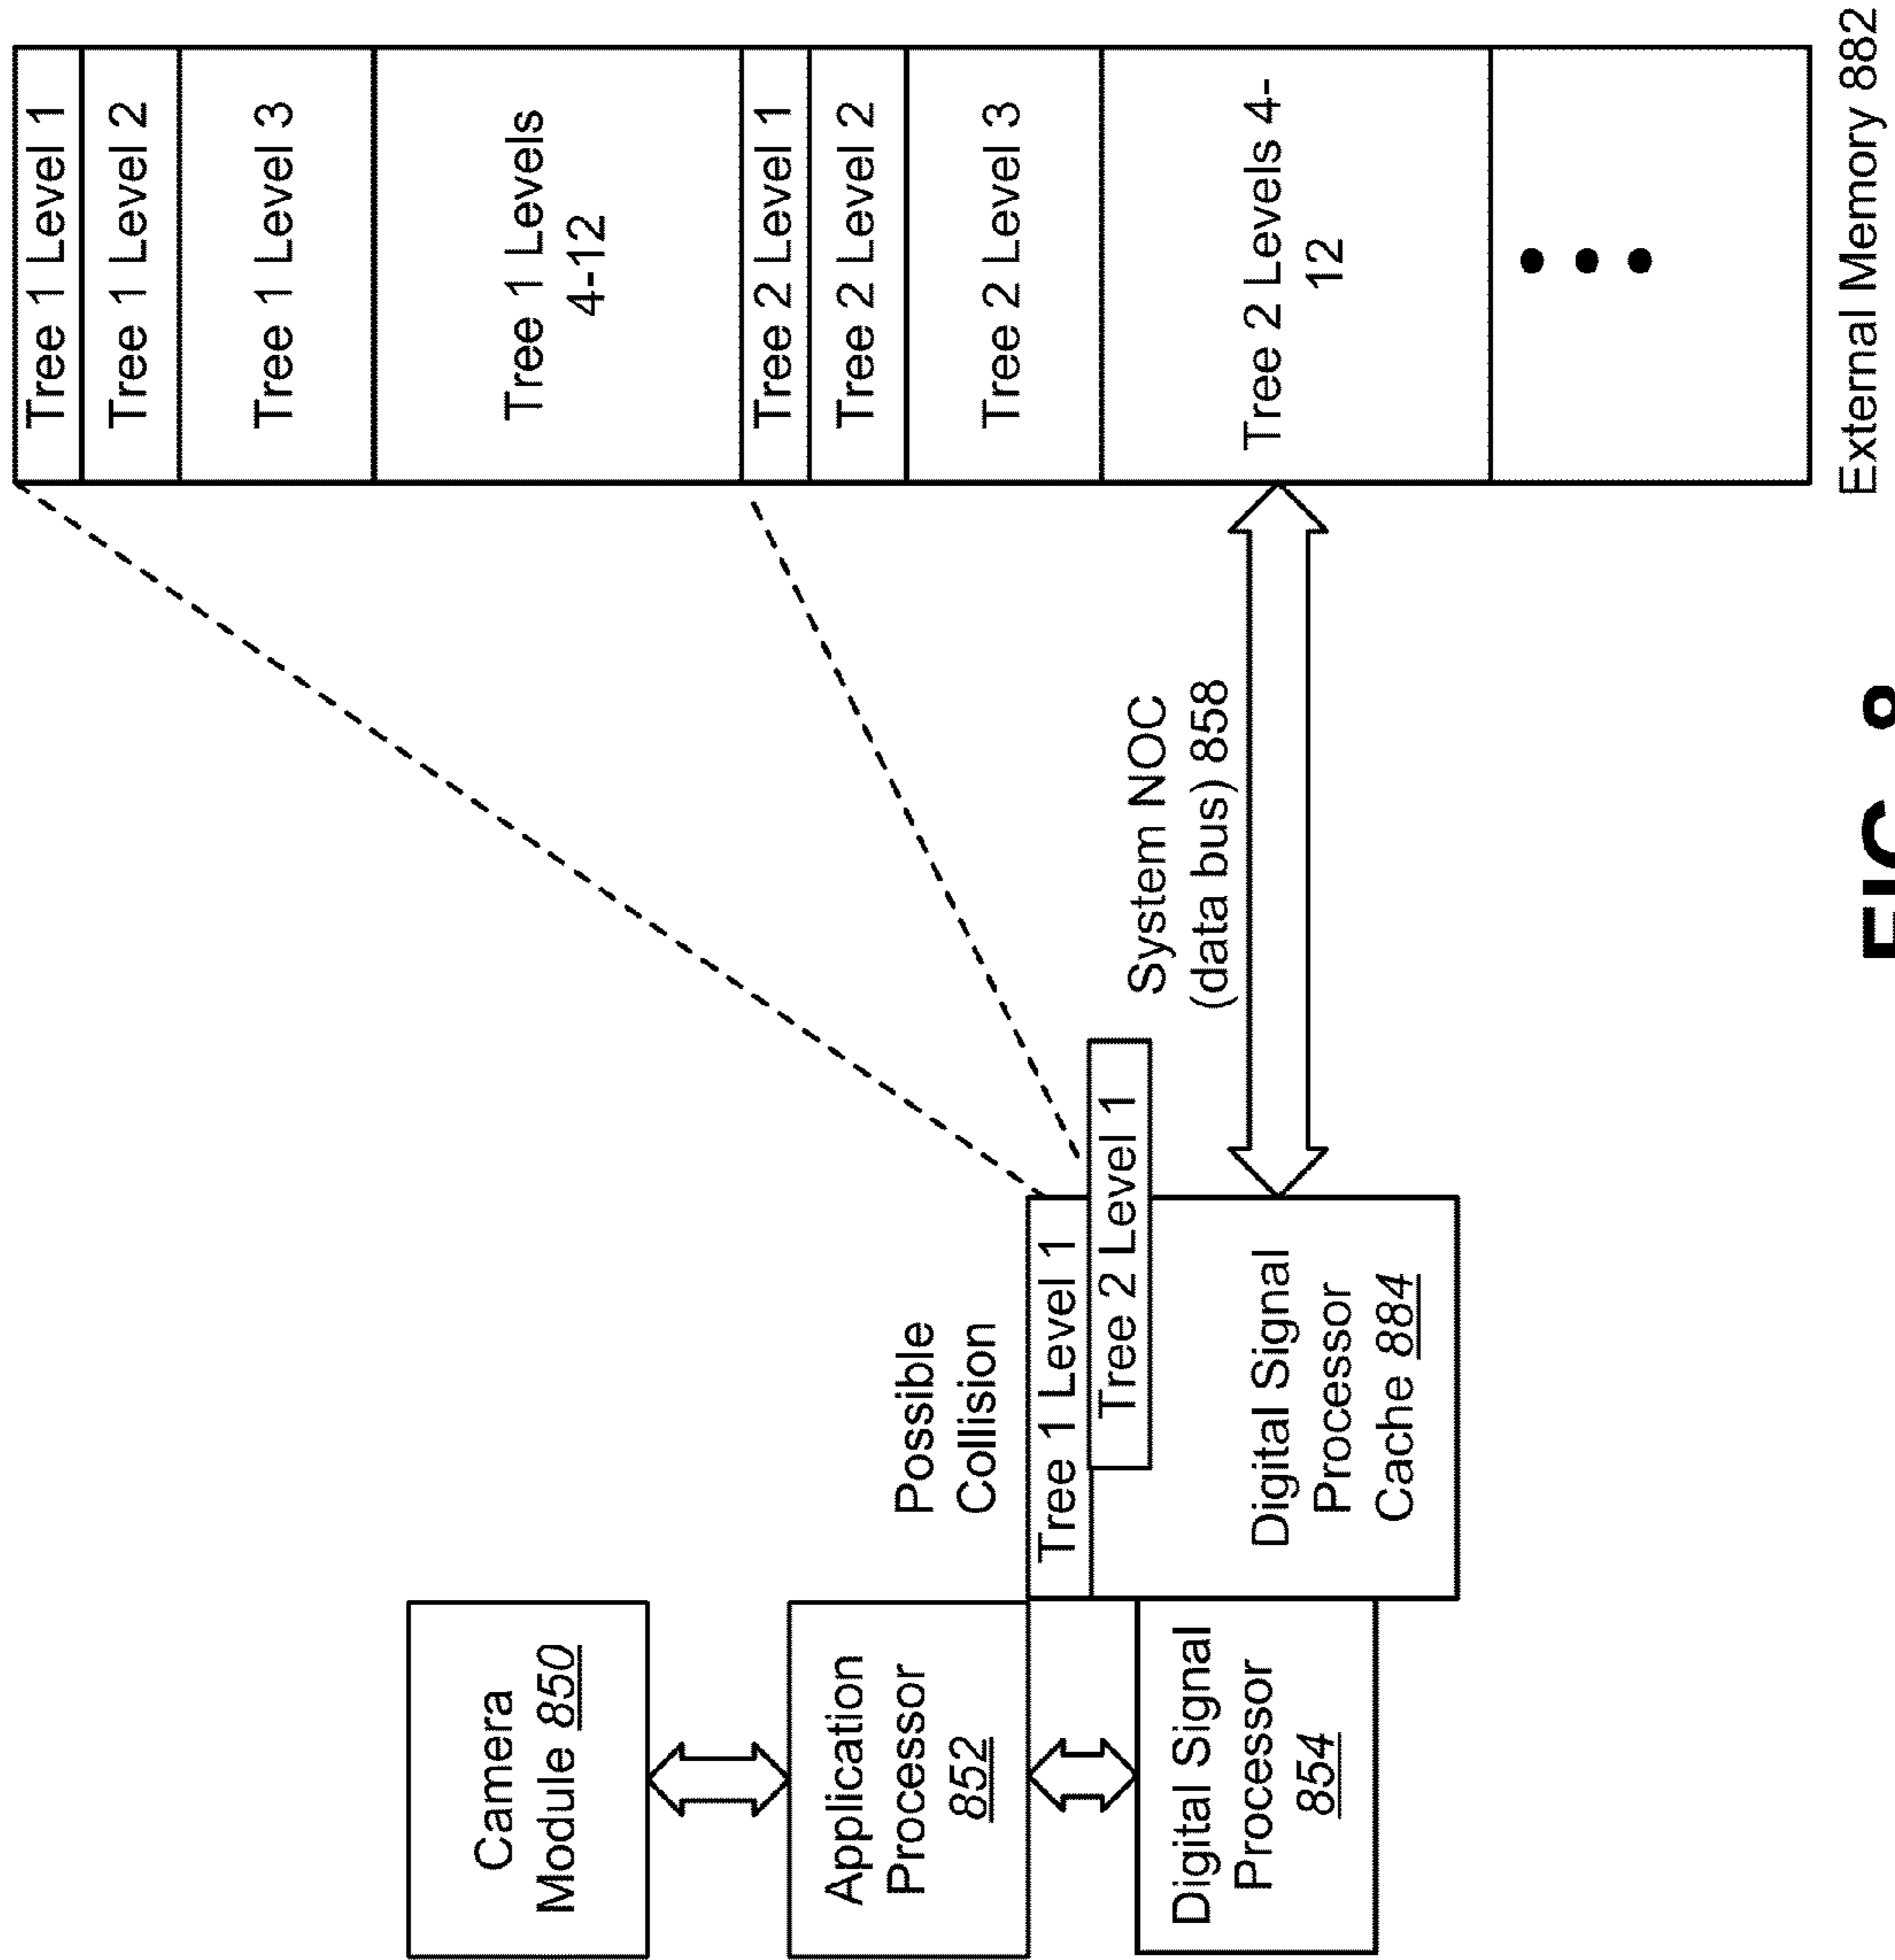 Camera
Module 850
Application
Processor
852
Digital Signal
Processor
854
Possible
Collision
Tree 1 Level 1
Tree 2 Level 1
Digital Signal
Processor
Cache 884
System NOC
(data bus) 858
Tree 1 Level 1
Tree 1 Level 2
Tree 1 Level 3
Tree 1 Levels
4-12
Tree 2 Level 1
Tree 2 Level 2
Tree 2 Level 3
Tree 2 Levels 4-
12
External Memory 882
FIG. 8